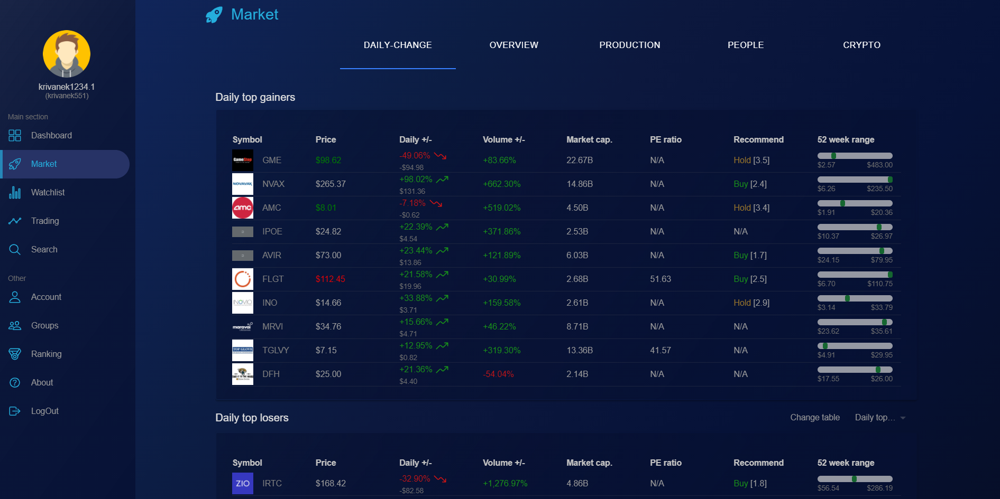 Market
krivanek1234.1
(krivanek551)
Main section
Dashboard
Market
Watchlist
Trading
Search
Other
Account
Groups
Ranking
About
LogOut
DAILY-CHANGE OVERVIEW PRODUCTION PEOPLE CRYPTO
Daily top gainers
Symbol Price Daily +/- Volume +/- Market cap. PE ratio Recommend 52 week range
GameStop GME $98.62 -49.06% +83.66% 22.67B N/A Hold [3.5]
-$94.98 $2.57 $483.00
NOVAVAX NVAX $265.37 +98.02% +662.30% 14.86B N/A Buy [2.4]
$131.36 $6.26 $235.50
amc AMC $8.01 -7.18% +519.02% 4.50B N/A Hold [3.4]
-$0.62 $1.91 $20.36
IPOE $24.82 +22.39% +371.86% 2.53B N/A N/A
$4.54 $10.37 $26.97
AVIR $73.00 +23.44% +121.89% 6.03B N/A Buy [1.7]
$13.86 $24.15 $79.95
FLGT $112.45 +21.58% +30.99% 2.68B 51.63 Buy [2.5]
$19.96 $6.70 $110.75
INOVIO INO $14.66 +33.88% +159.58% 2.61B N/A Hold [2.9]
$3.71 $3.14 $33.79
maravai MRVI $34.76 +15.66% +46.22% 8.71B N/A N/A
$4.71 $23.62 $35.61
TOP GLOVE TGLVY $7.15 +12.95% +319.30% 13.36B 41.57 N/A
$0.82 $4.91 $29.95
DFH $25.00 +21.36% -54.04% 2.14B N/A N/A
$4.40 $17.55 $26.00
Daily top losers Change table Daily top...
Symbol Price Daily +/- Volume +/- Market cap. PE ratio Recommend 52 week range
ZIO IRTC $168.42 -32.90% +1,276.97% 4.86B N/A Buy [1.8]
-$82.58 $56.54 $286.19